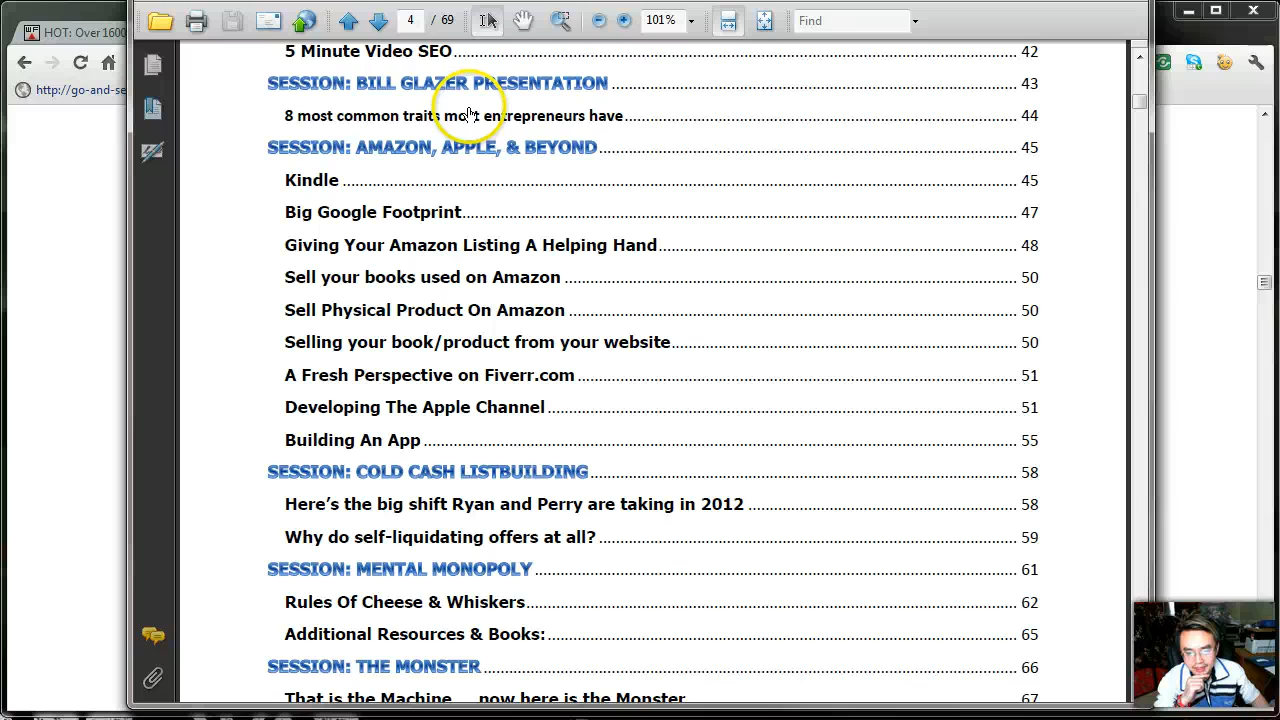 4 / 69 101% Find
HOT: Over 1600
http://go-and-se
5 Minute Video SEO 42
SESSION: BILL GLAZER PRESENTATION 43
8 most common traits most entrepreneurs have 44
SESSION: AMAZON, APPLE, & BEYOND 45
Kindle 45
Big Google Footprint 47
Giving Your Amazon Listing A Helping Hand 48
Sell your books used on Amazon 50
Sell Physical Product On Amazon 50
Selling your book/product from your website 50
A Fresh Perspective on Fiverr.com 51
Developing The Apple Channel 51
Building An App 55
SESSION: COLD CASH LISTBUILDING 58
Here's the big shift Ryan and Perry are taking in 2012 58
Why do self-liquidating offers at all? 59
SESSION: MENTAL MONOPOLY 61
Rules Of Cheese & Whiskers 62
Additional Resources & Books: 65
SESSION: THE MONSTER 66
That is the Machine … now here is the Monster 67